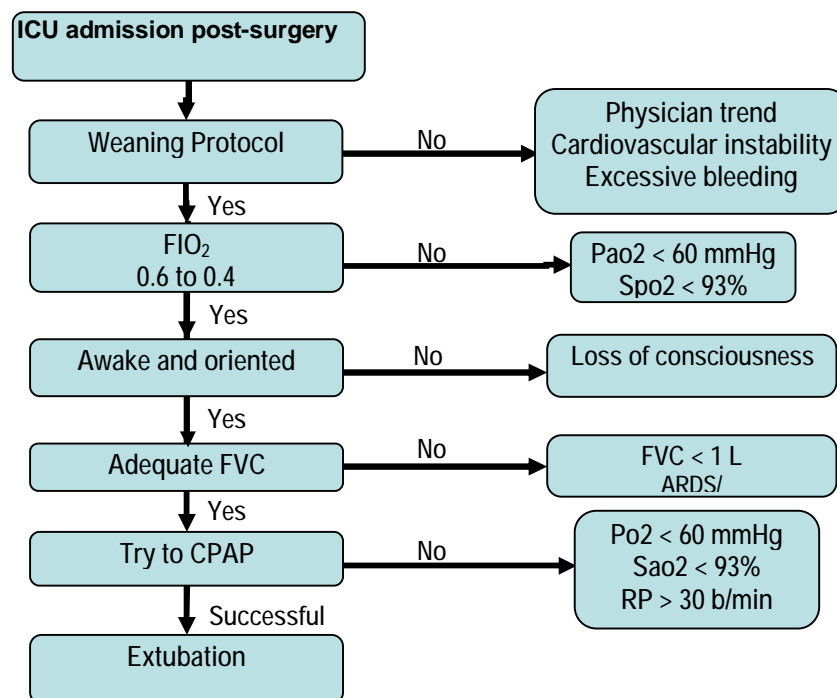 ICU admission post-surgery
Weaning Protocol
No
Physician trend
Cardiovascular instability
Excessive bleeding
Yes
FIO₂
0.6 to 0.4
No
Pao2 < 60 mmHg
Spo2 < 93%
Yes
Awake and oriented
No
Loss of consciousness
Yes
Adequate FVC
No
FVC < 1 L
ARDS/
Yes
Try to CPAP
No
Po2 < 60 mmHg
Sao2 < 93%
RP > 30 b/min
Successful
Extubation